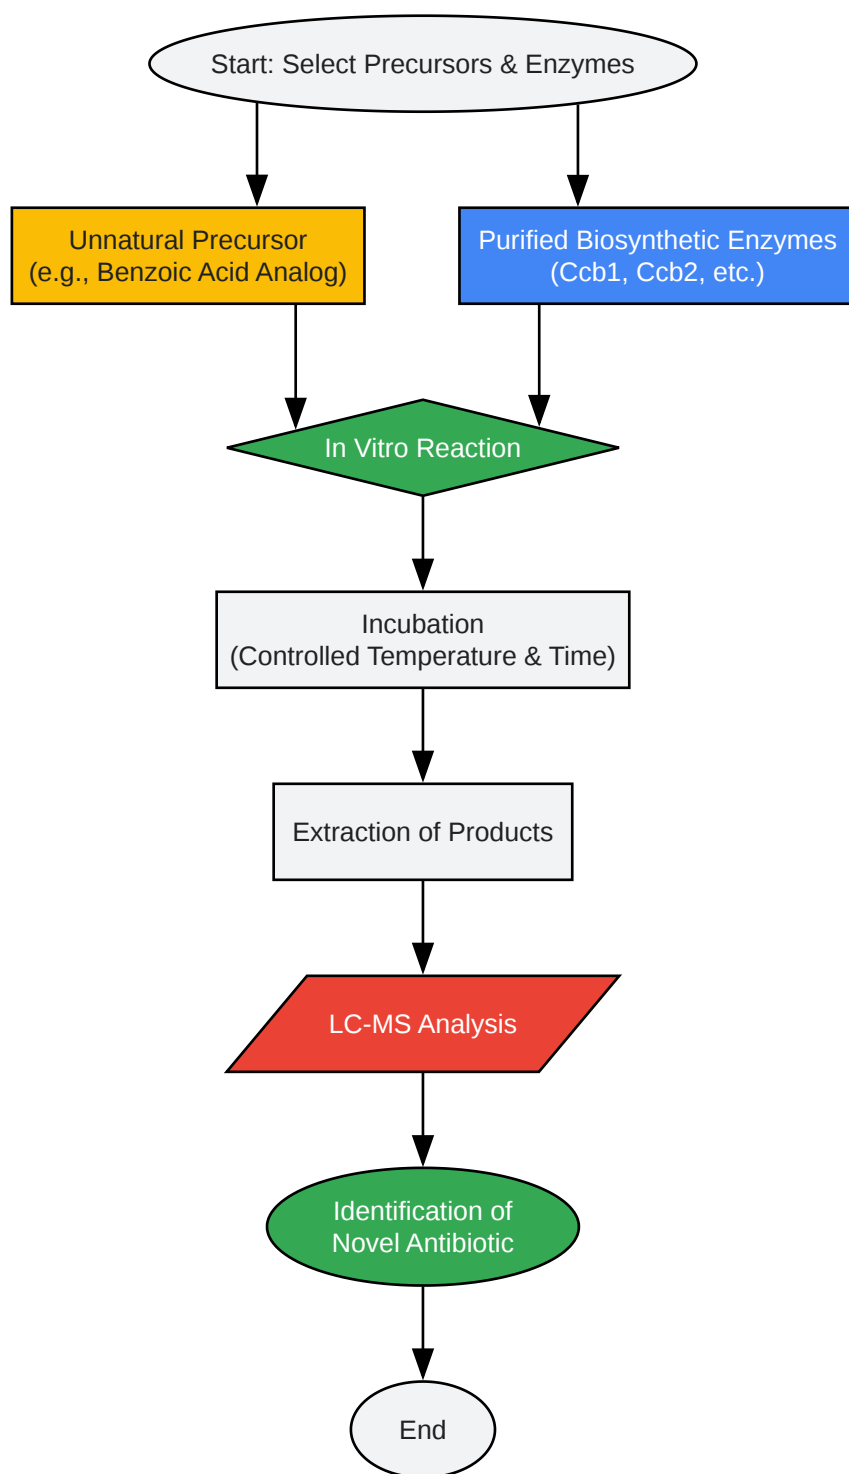 Start: Select Precursors & Enzymes
Unnatural Precursor
(e.g., Benzoic Acid Analog)
Purified Biosynthetic Enzymes
(Ccb1, Ccb2, etc.)
In Vitro Reaction
Incubation
(Controlled Temperature & Time)
Extraction of Products
LC-MS Analysis
Identification of
Novel Antibiotic
End